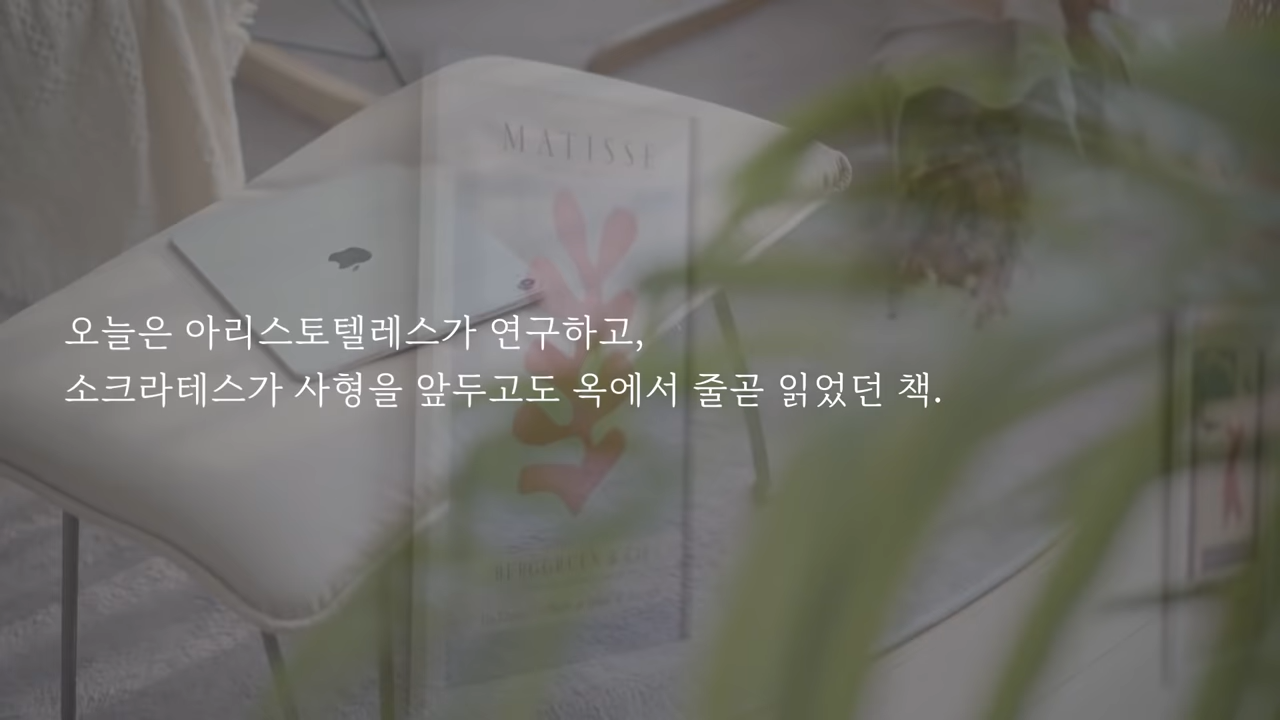 MATISSE
오늘은 아리스토텔레스가 연구하고,
소크라테스가 사형을 앞두고도 옥에서 줄곧 읽었던 책.
BERGGRUEN & CIE